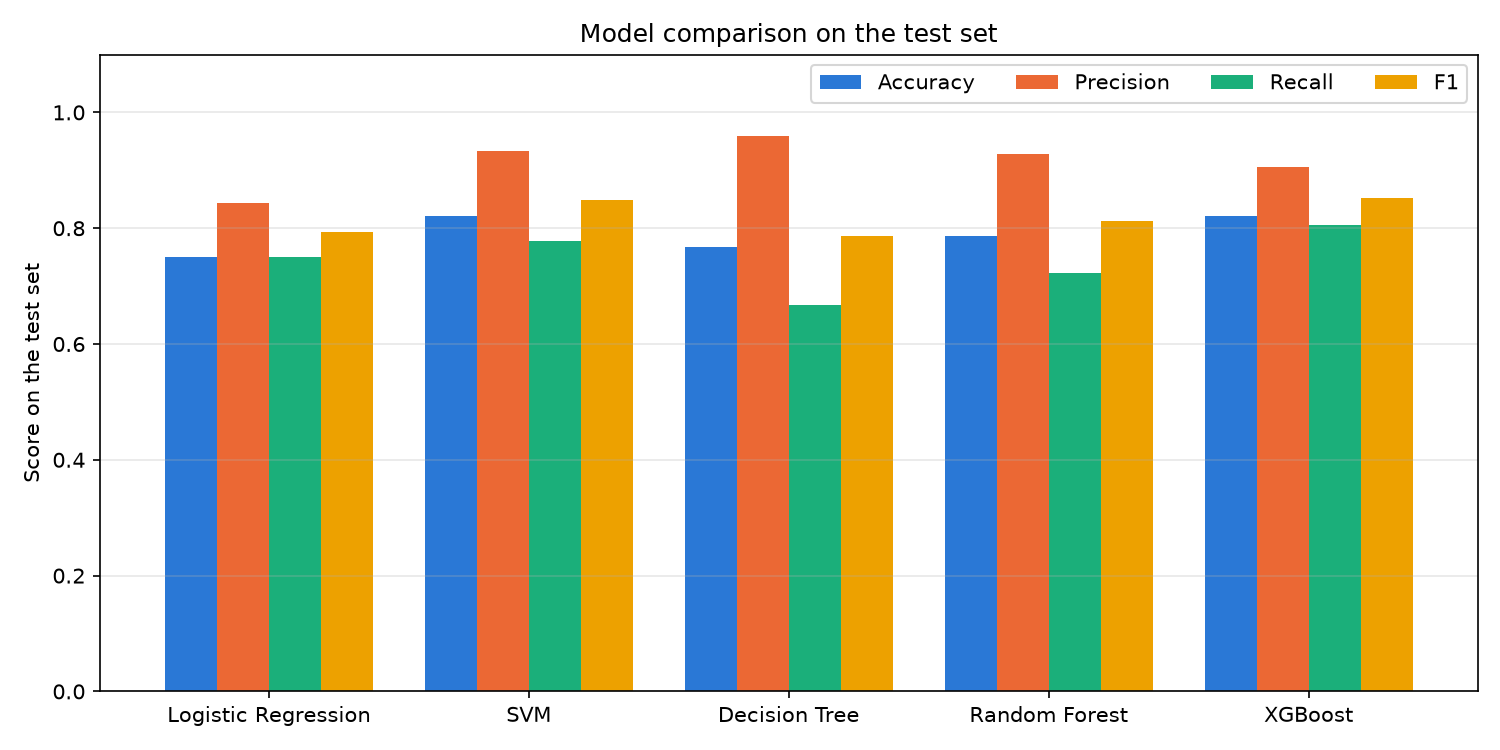 Model comparison on the test set
Accuracy Precision Recall F1
Score on the test set
1.0
0.8
0.6
0.4
0.2
0.0
Logistic Regression SVM Decision Tree Random Forest XGBoost